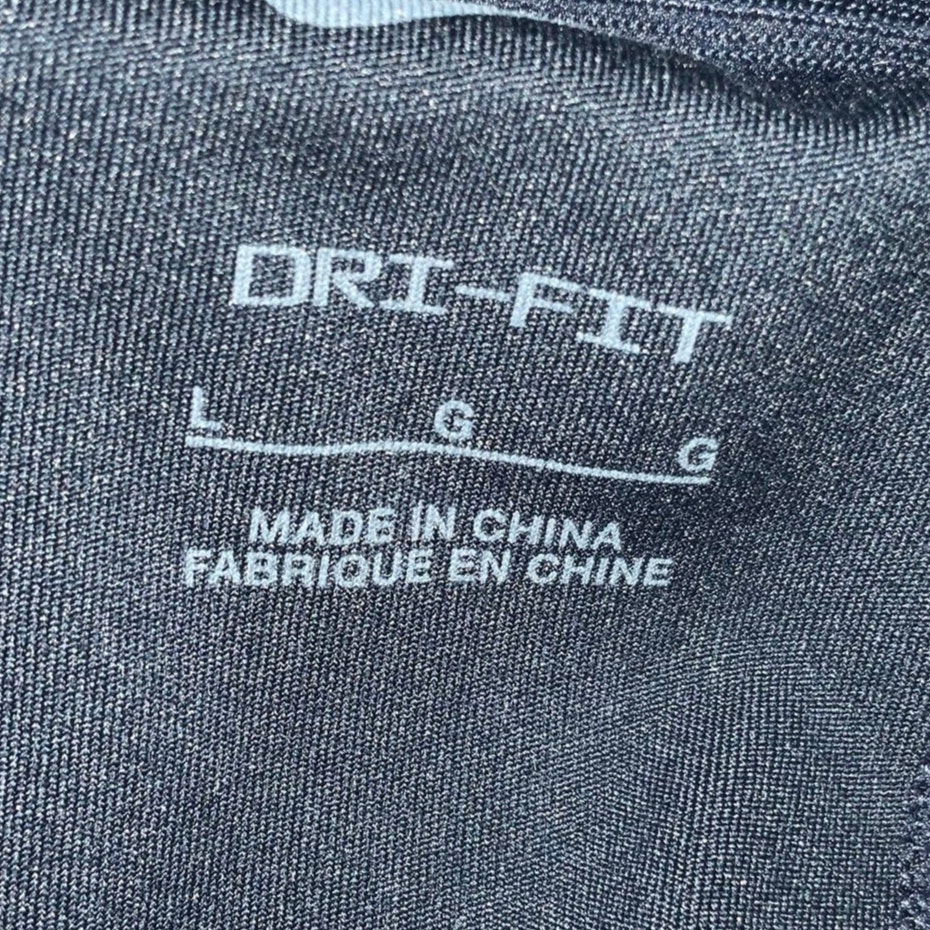 DRI-FIT
L G G
MADE IN CHINA
FABRIQUE EN CHINE